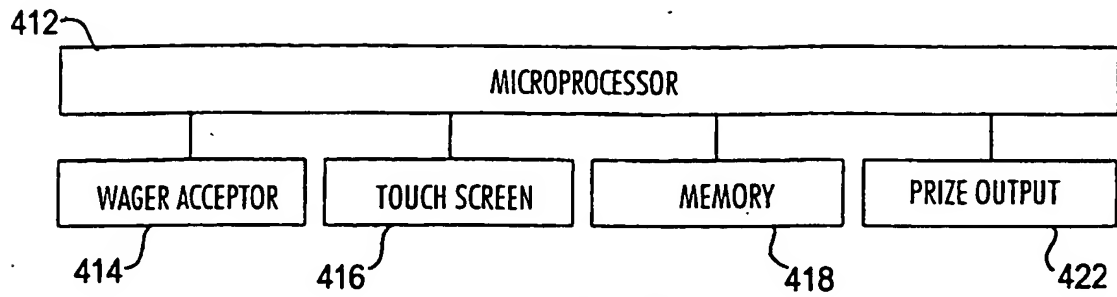 412
MICROPROCESSOR
WAGER ACCEPTOR
TOUCH SCREEN
MEMORY
PRIZE OUTPUT
414
416
418
422